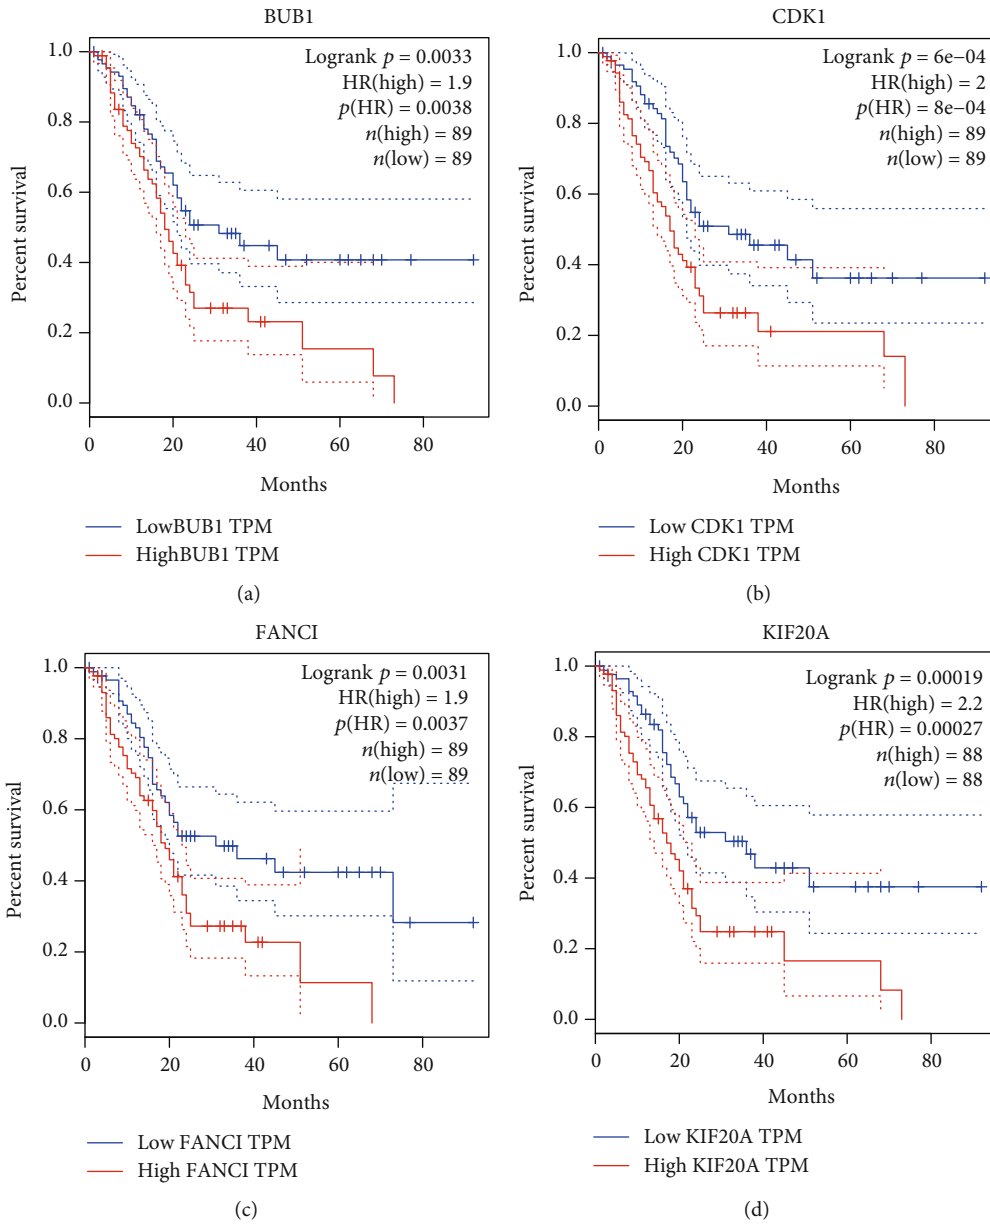 BUB1
Percent survival
1.0
0.8
0.6
0.4
0.2
0.0
Logrank p = 0.0033
HR(high) = 1.9
p(HR) = 0.0038
n(high) = 89
n(low) = 89
0 20 40 60 80
Months
LowBUB1 TPM
HighBUB1 TPM
(a)
CDK1
Percent survival
1.0
0.8
0.6
0.4
0.2
0.0
Logrank p = 6e−04
HR(high) = 2
p(HR) = 8e−04
n(high) = 89
n(low) = 89
0 20 40 60 80
Months
Low CDK1 TPM
High CDK1 TPM
(b)
FANCI
Percent survival
1.0
0.8
0.6
0.4
0.2
0.0
Logrank p = 0.0031
HR(high) = 1.9
p(HR) = 0.0037
n(high) = 89
n(low) = 89
0 20 40 60 80
Months
Low FANCI TPM
High FANCI TPM
(c)
KIF20A
Percent survival
1.0
0.8
0.6
0.4
0.2
0.0
Logrank p = 0.00019
HR(high) = 2.2
p(HR) = 0.00027
n(high) = 88
n(low) = 88
0 20 40 60 80
Months
Low KIF20A TPM
High KIF20A TPM
(d)